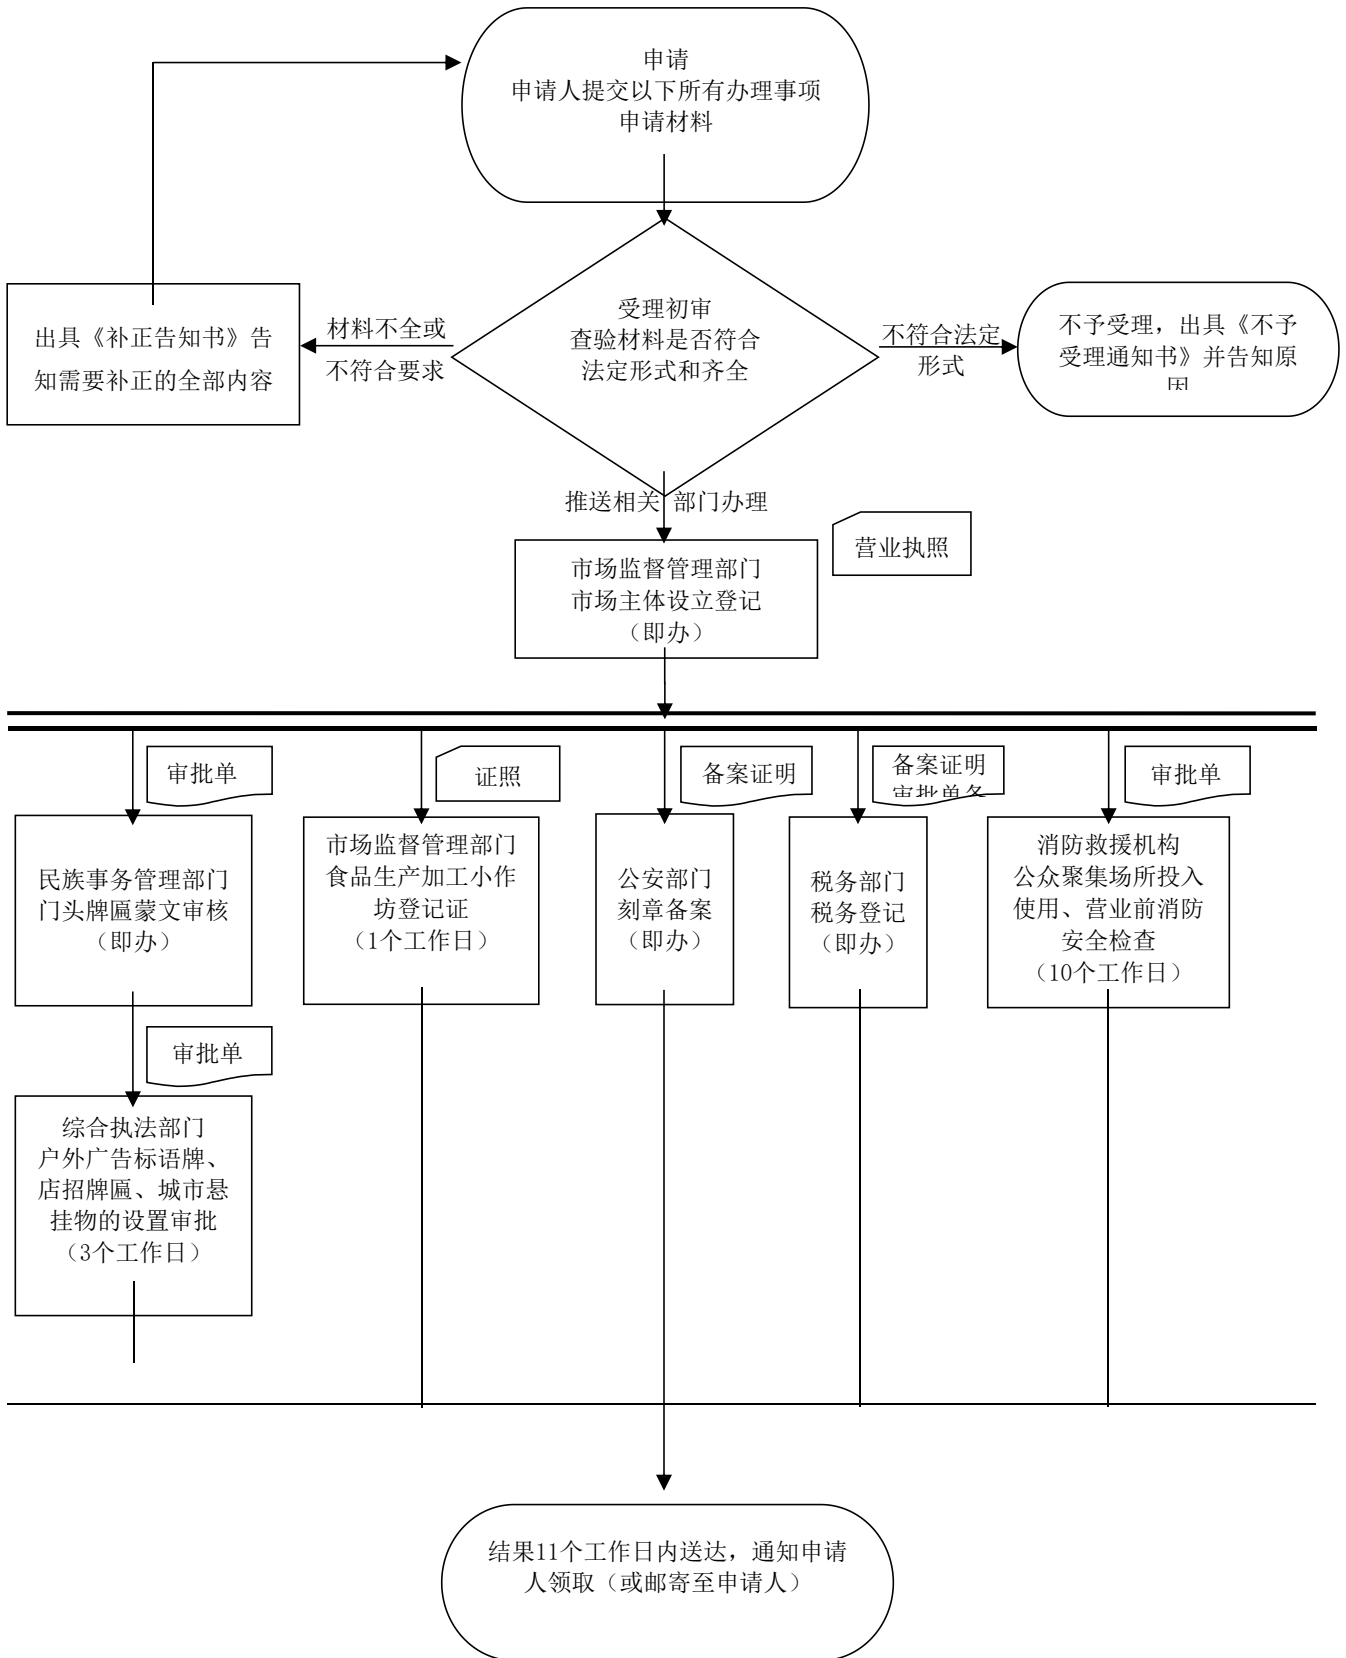 申请
申请人提交以下所有办理事项
申请材料
受理初审
查验材料是否符合
法定形式和齐全
材料不全或
不符合要求
出具《补正告知书》告
知需要补正的全部内容
不符合法定
形式
不予受理，出具《不予
受理通知书》并告知原
因
推送相关 部门办理
营业执照
市场监督管理部门
市场主体设立登记
（即办）
审批单
证照
备案证明
备案证明
审批单备
审批单
民族事务管理部门
门头牌匾蒙文审核
（即办）
市场监督管理部门
食品生产加工小作
坊登记证
（1个工作日）
公安部门
刻章备案
（即办）
税务部门
税务登记
（即办）
消防救援机构
公众聚集场所投入
使用、营业前消防
安全检查
（10个工作日）
审批单
综合执法部门
户外广告标语牌、
店招牌匾、城市悬
挂物的设置审批
（3个工作日）
结果11个工作日内送达，通知申请
人领取（或邮寄至申请人）